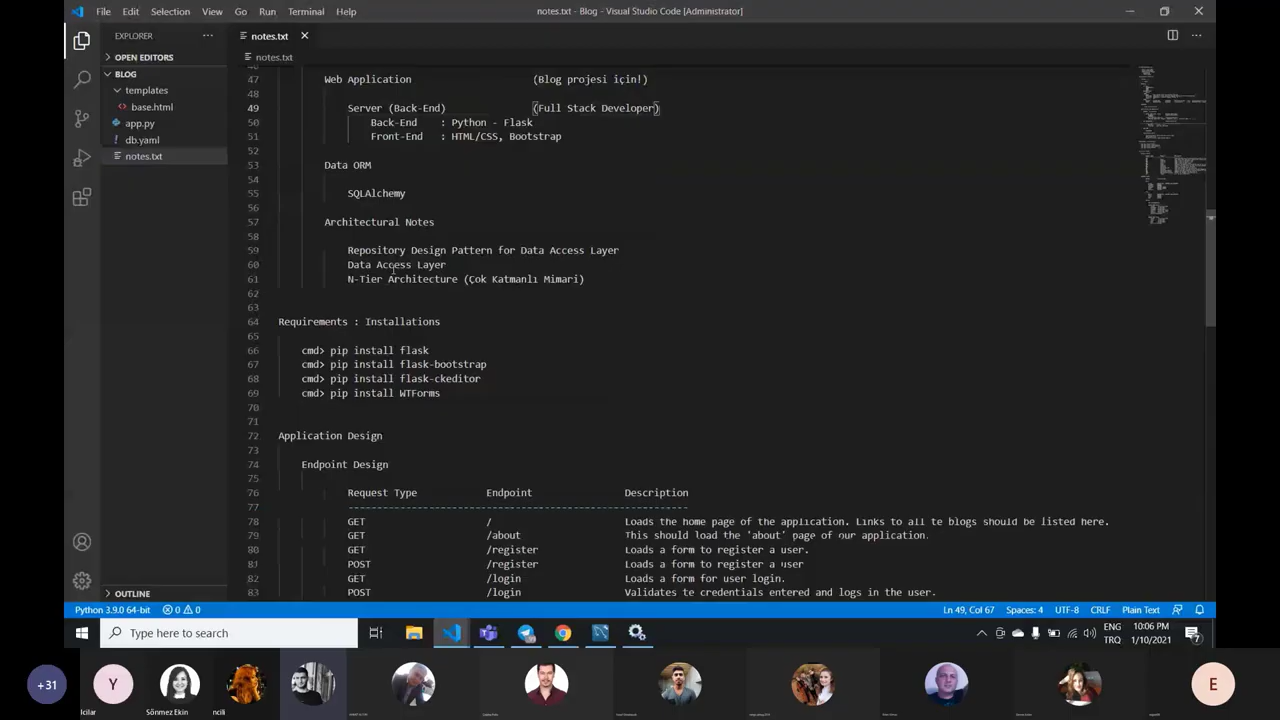 File Edit Selection View Go Run Terminal Help
notes.txt - Blog - Visual Studio Code [Administrator]
EXPLORER
notes.txt
OPEN EDITORS
notes.txt
BLOG
templates
base.html
app.py
db.yaml
notes.txt
47 Web Application (Blog projesi için!)
48
49 Server (Back-End) (Full Stack Developer)
50 Back-End : Python - Flask
51 Front-End : HTML/CSS, Bootstrap
52
53 Data ORM
54
55 SQLAlchemy
56
57 Architectural Notes
58
59 Repository Design Pattern for Data Access Layer
60 Data Access Layer
61 N-Tier Architecture (Çok Katmanlı Mimari)
62
63
64 Requirements : Installations
65
66 cmd> pip install flask
67 cmd> pip install flask-bootstrap
68 cmd> pip install flask-ckeditor
69 cmd> pip install WTForms
70
71
72 Application Design
73
74 Endpoint Design
75
76 Request Type Endpoint Description
77 ------------------------------------------------------------
78 GET / Loads the home page of the application. Links to all te blogs should be listed here.
79 GET /about This should load the 'about' page of our application.
80 GET /register Loads a form to register a user.
81 POST /register Loads a form to register a user
82 GET /login Loads a form for user login.
83 POST /login Validates te credentials entered and logs in the user.
OUTLINE
Python 3.9.0 64-bit 0 0 Ln 49, Col 67 Spaces: 4 UTF-8 CRLF Plain Text
Type here to search
ENG 10:06 PM
TRQ 1/10/2021
7
+31
Y
E
lcilar
Sönmez Ekin
ncili